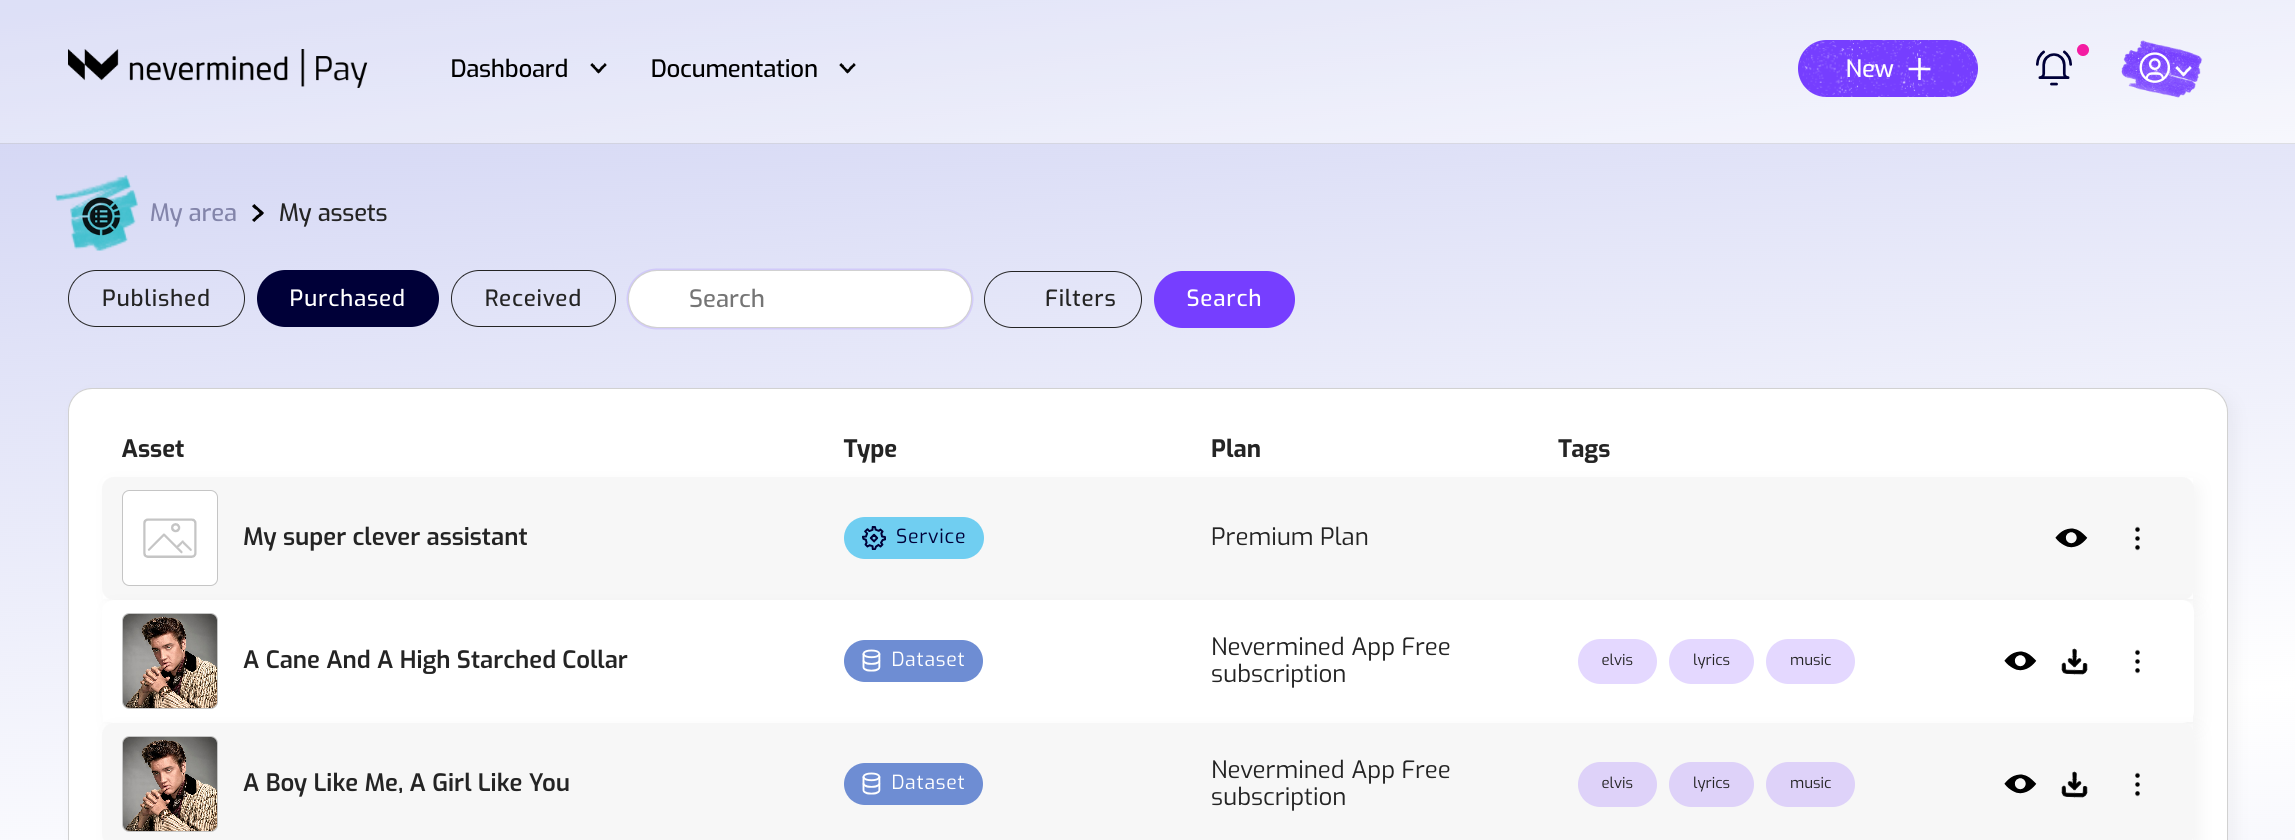 nevermined | Pay
Dashboard
Documentation
New
My area > My assets
Published
Purchased
Received
Search
Filters
Search
Asset
Type
Plan
Tags
My super clever assistant
Service
Premium Plan
A Cane And A High Starched Collar
Dataset
Nevermined App Free
subscription
elvis
lyrics
music
A Boy Like Me, A Girl Like You
Dataset
Nevermined App Free
subscription
elvis
lyrics
music